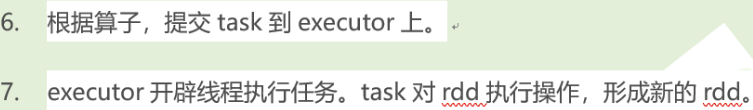 6. 根据算子，提交 task 到 executor 上。
7. executor 开辟线程执行任务。task 对 rdd 执行操作，形成新的 rdd